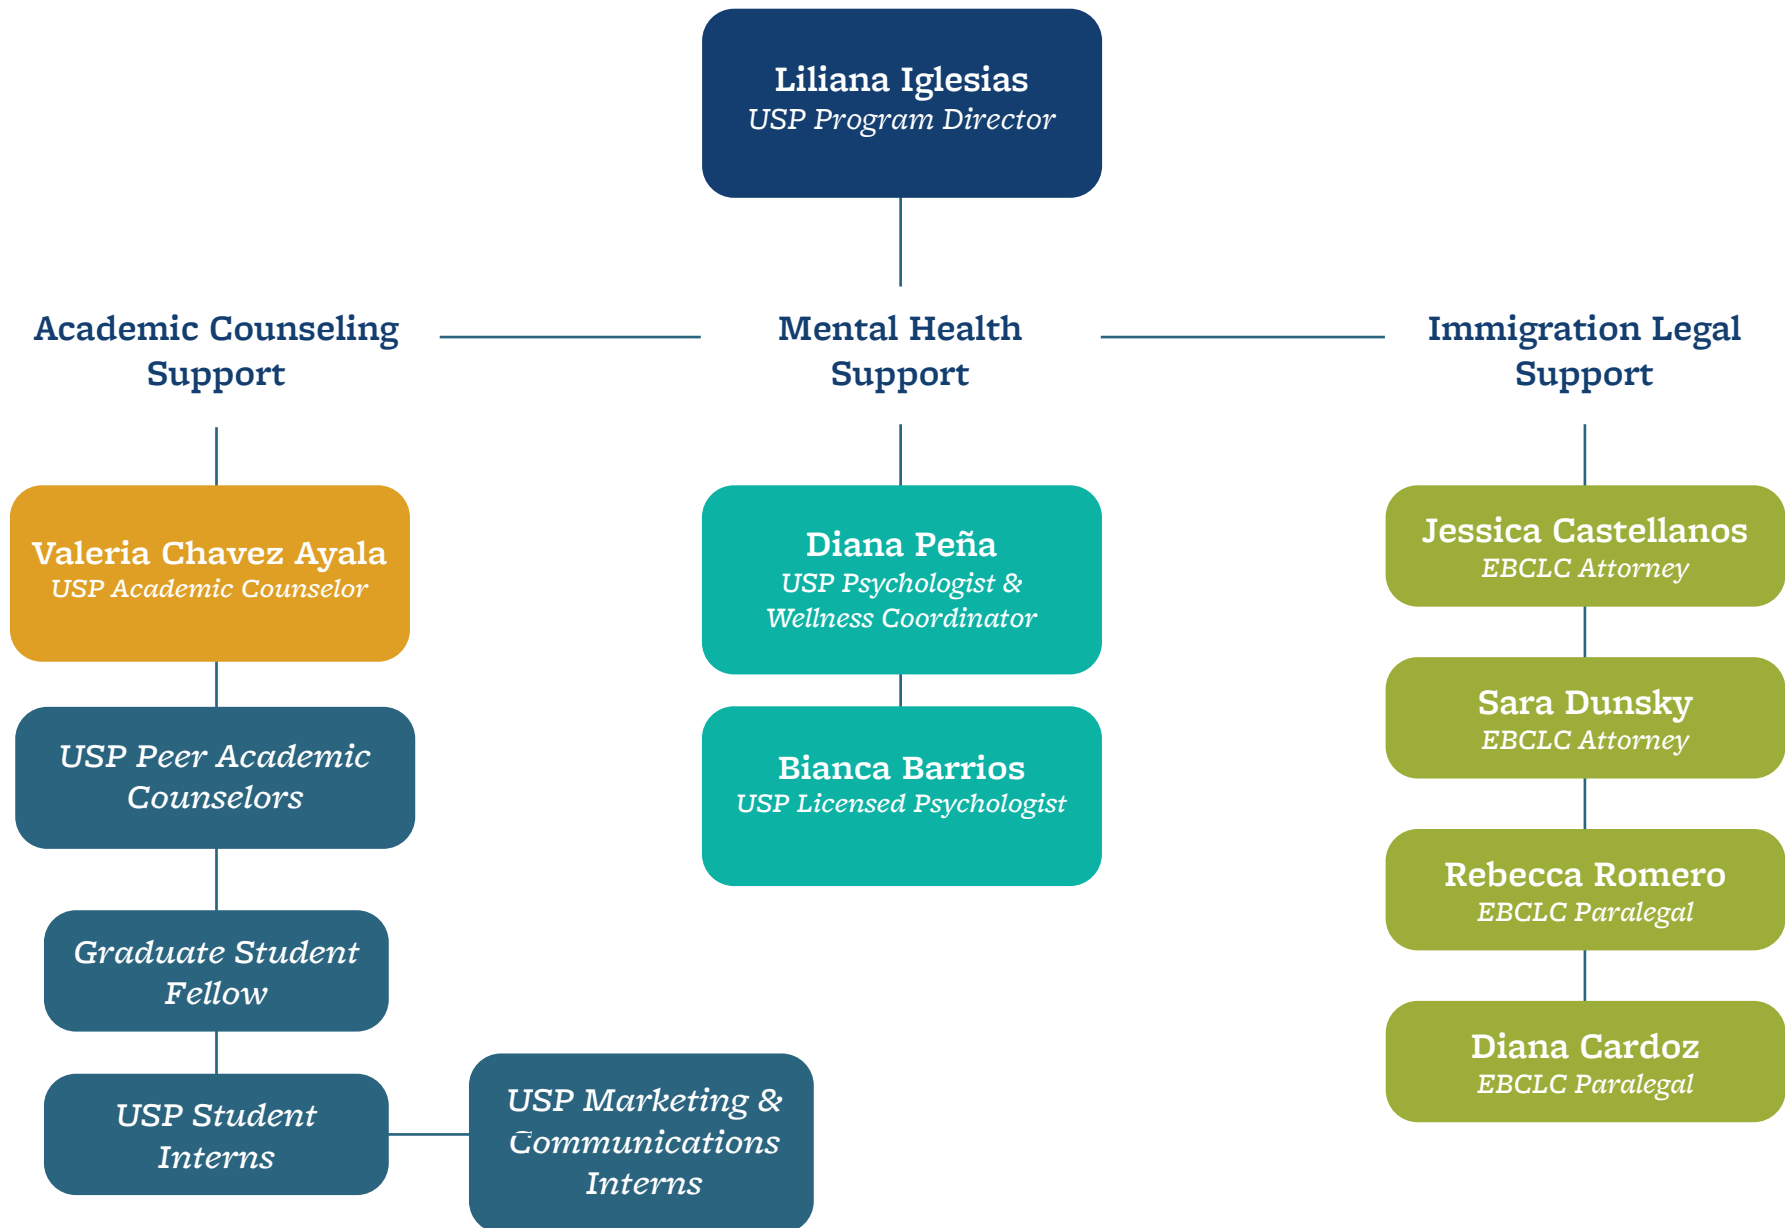 Liliana Iglesias
USP Program Director
Academic Counseling
Support
Mental Health
Support
Immigration Legal
Support
Valeria Chavez Ayala
USP Academic Counselor
USP Peer Academic
Counselors
Graduate Student
Fellow
USP Student
Interns
USP Marketing &
Communications
Interns
Diana Peña
USP Psychologist &
Wellness Coordinator
Bianca Barrios
USP Licensed Psychologist
Jessica Castellanos
EBCLC Attorney
Sara Dunsky
EBCLC Attorney
Rebecca Romero
EBCLC Paralegal
Diana Cardoz
EBCLC Paralegal